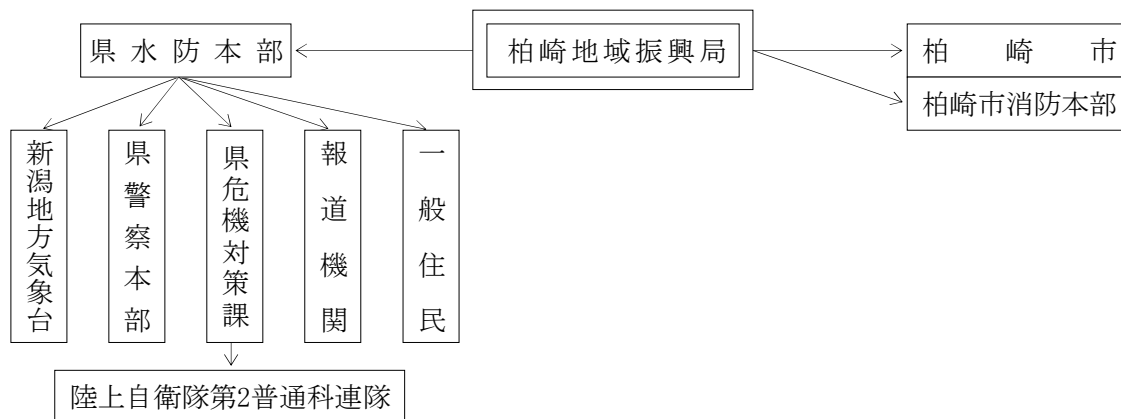 県水防本部
柏崎地域振興局
柏崎市
柏崎市消防本部
新潟地方気象台
県警察本部
県危機対策課
報道機関
一般住民
陸上自衛隊第2普通科連隊